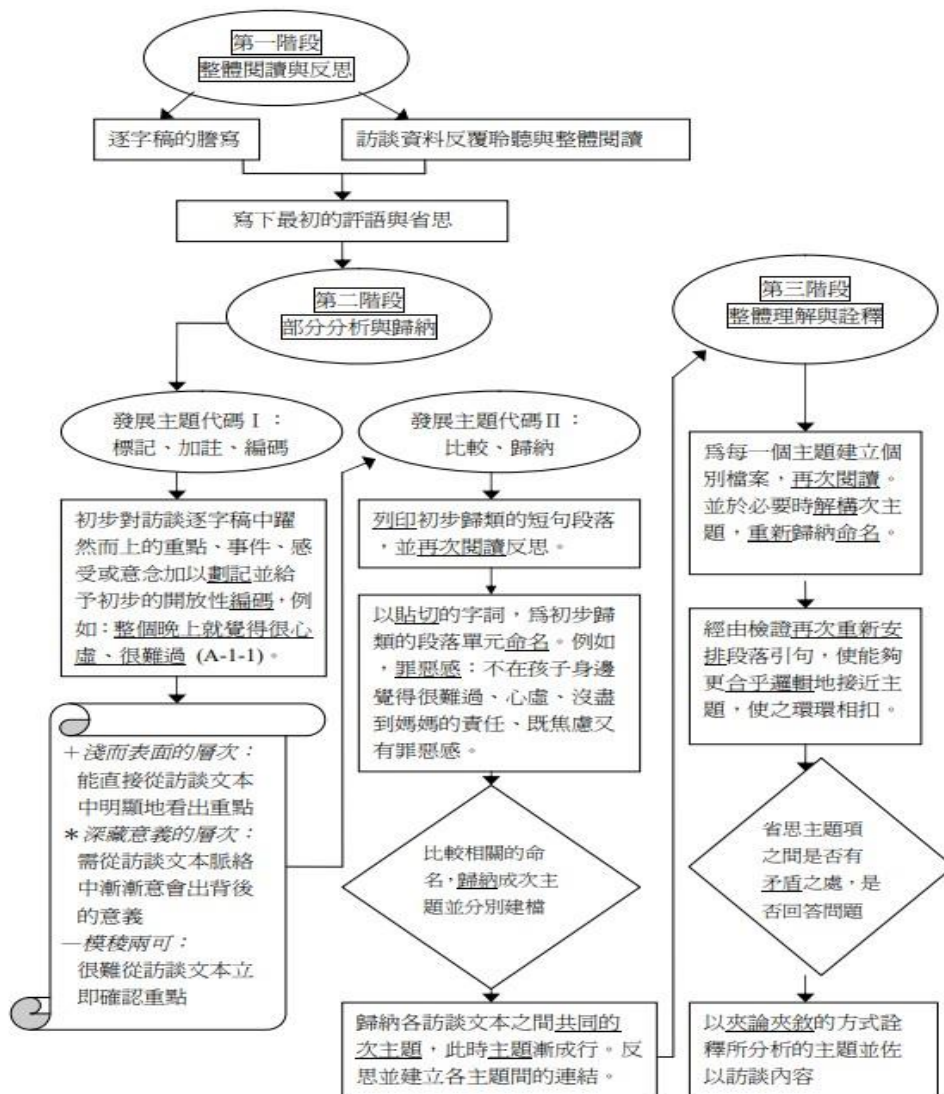 第一階段
整體閱讀與反思
逐字稿的謄寫
訪談資料反覆聆聽與整體閱讀
寫下最初的評語與省思
第二階段
部分分析與歸納
發展主題代碼Ⅰ：
標記、加註、編碼
初步對訪談逐字稿中躍
然而上的重點、事件、感
受或意念加以劃記並給
予初步的開放性編碼，例
如：整個晚上就覺得很心
虛、很難過 (A-1-1)。
＋淺而表面的層次：
能直接從訪談文本
中明顯地看出重點
＊深藏意義的層次：
需從訪談文本脈絡
中漸漸意會出背後
的意義
—模稜兩可：
很難從訪談文本立
即確認重點
發展主題代碼Ⅱ：
比較、歸納
列印初步歸類的短句段落
，並再次閱讀反思。
以貼切的字詞，爲初步歸
類的段落單元命名。例如
，罪惡感：不在孩子身邊
覺得很難過、心虛、沒盡
到媽媽的責任、既焦慮又
有罪惡感。
比較相關的命
名，歸納成次主
題並分別建檔
歸納各訪談文本之間共同的
次主題，此時主題漸成行。反
思並建立各主題間的連結。
第三階段
整體理解與詮釋
爲每一個主題建立個
別檔案，再次閱讀。
並於必要時解構次主
題，重新歸納命名。
經由檢證再次重新安
排段落引句，使能夠
更合乎邏輯地接近主
題，使之環環相扣。
省思主題項
之間是否有
矛盾之處，是
否回答問題
以夾論夾敘的方式詮
釋所分析的主題並佐
以訪談內容